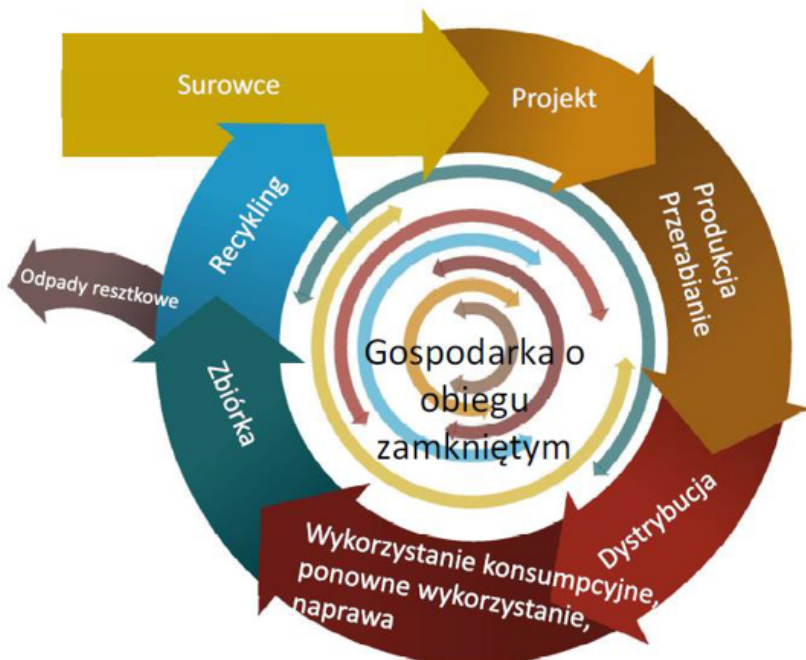 Surowce
Projekt
Produkcja
Przerabianie
Dystrybucja
Wykorzystanie konsumpcyjne,
ponowne wykorzystanie,
naprawa
Zbiórka
Recykling
Odpady resztkowe
Gospodarka o
obiegu
zamkniętym